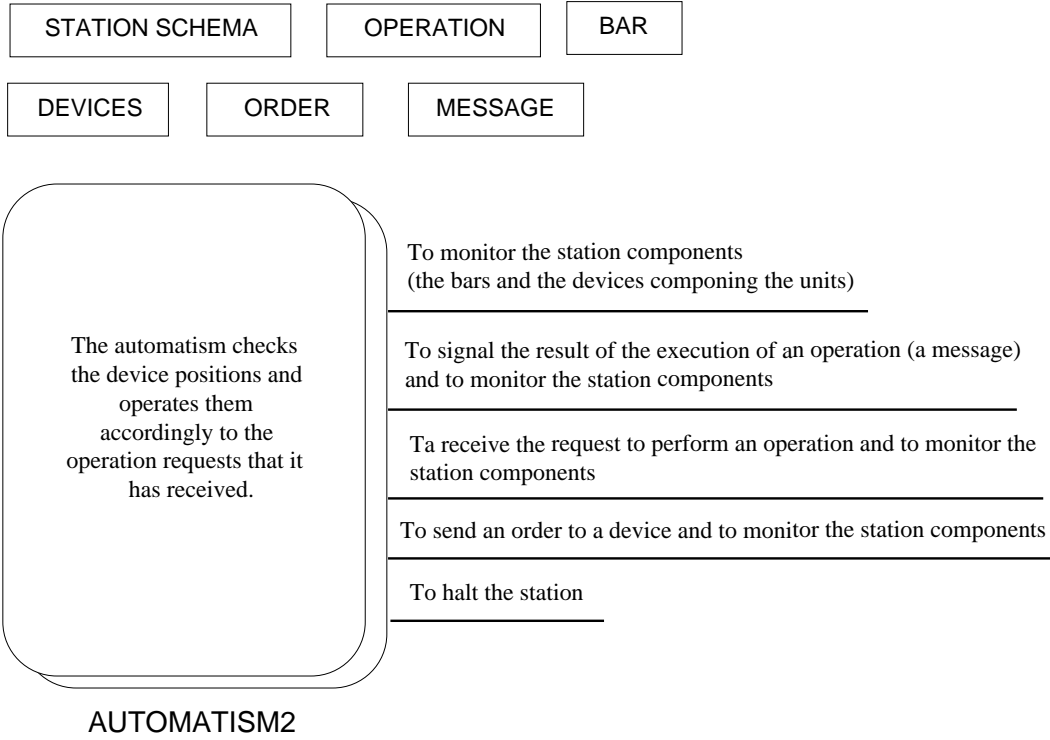 STATION SCHEMA
OPERATION
BAR
DEVICES
ORDER
MESSAGE
To monitor the station components
(the bars and the devices componing the units)
The automatism checks
the device positions and
operates them
accordingly to the
operation requests that it
has received.
To signal the result of the execution of an operation (a message)
and to monitor the station components
Ta receive the request to perform an operation and to monitor the
station components
To send an order to a device and to monitor the station components
To halt the station
AUTOMATISM2